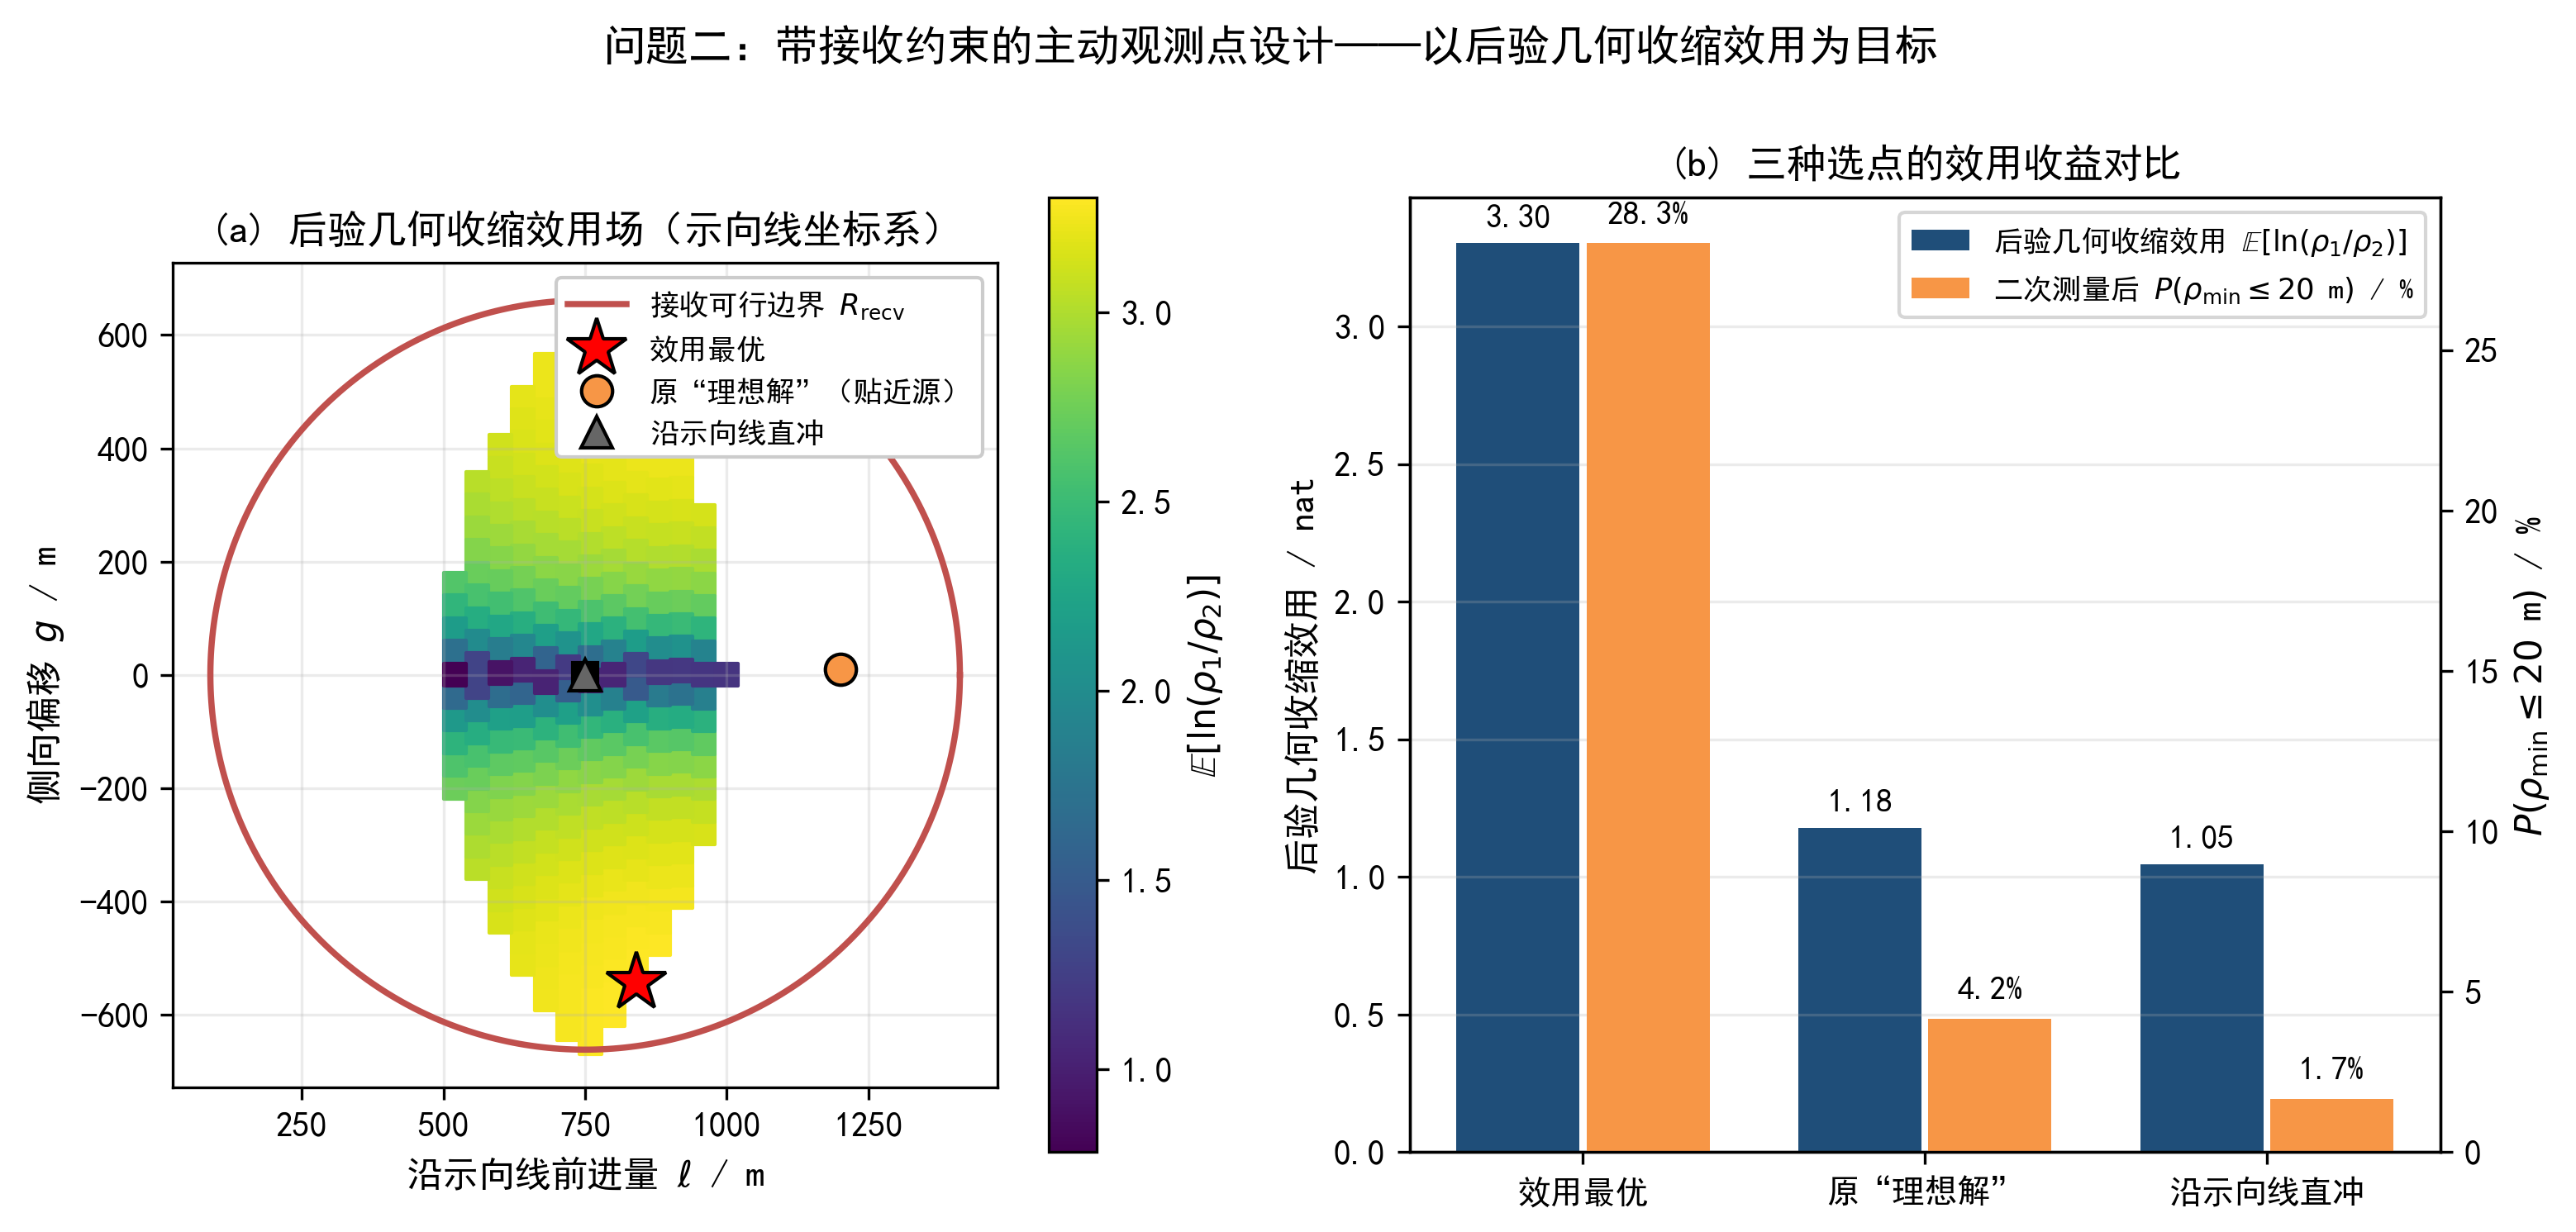 问题二：带接收约束的主动观测点设计——以后验几何收缩效用为目标
(a) 后验几何收缩效用场（示向线坐标系）
接收可行边界 R_recv
效用最优
原“理想解”（贴近源）
沿示向线直冲
侧向偏移 g / m
600
400
200
0
−200
−400
−600
250 500 750 1000 1250
沿示向线前进量 ℓ / m
3.0
2.5
2.0
1.5
1.0
𝔼[ln(ρ₁/ρ₂)]
(b) 三种选点的效用收益对比
后验几何收缩效用 𝔼[ln(ρ₁/ρ₂)]
二次测量后 P(ρ_min ≤ 20 m) / %
后验几何收缩效用 / nat
3.0
2.5
2.0
1.5
1.0
0.5
0.0
3.30
28.3%
1.18
4.2%
1.05
1.7%
25
20
15
10
5
0
P(ρ_min ≤ 20 m) / %
效用最优 原“理想解” 沿示向线直冲